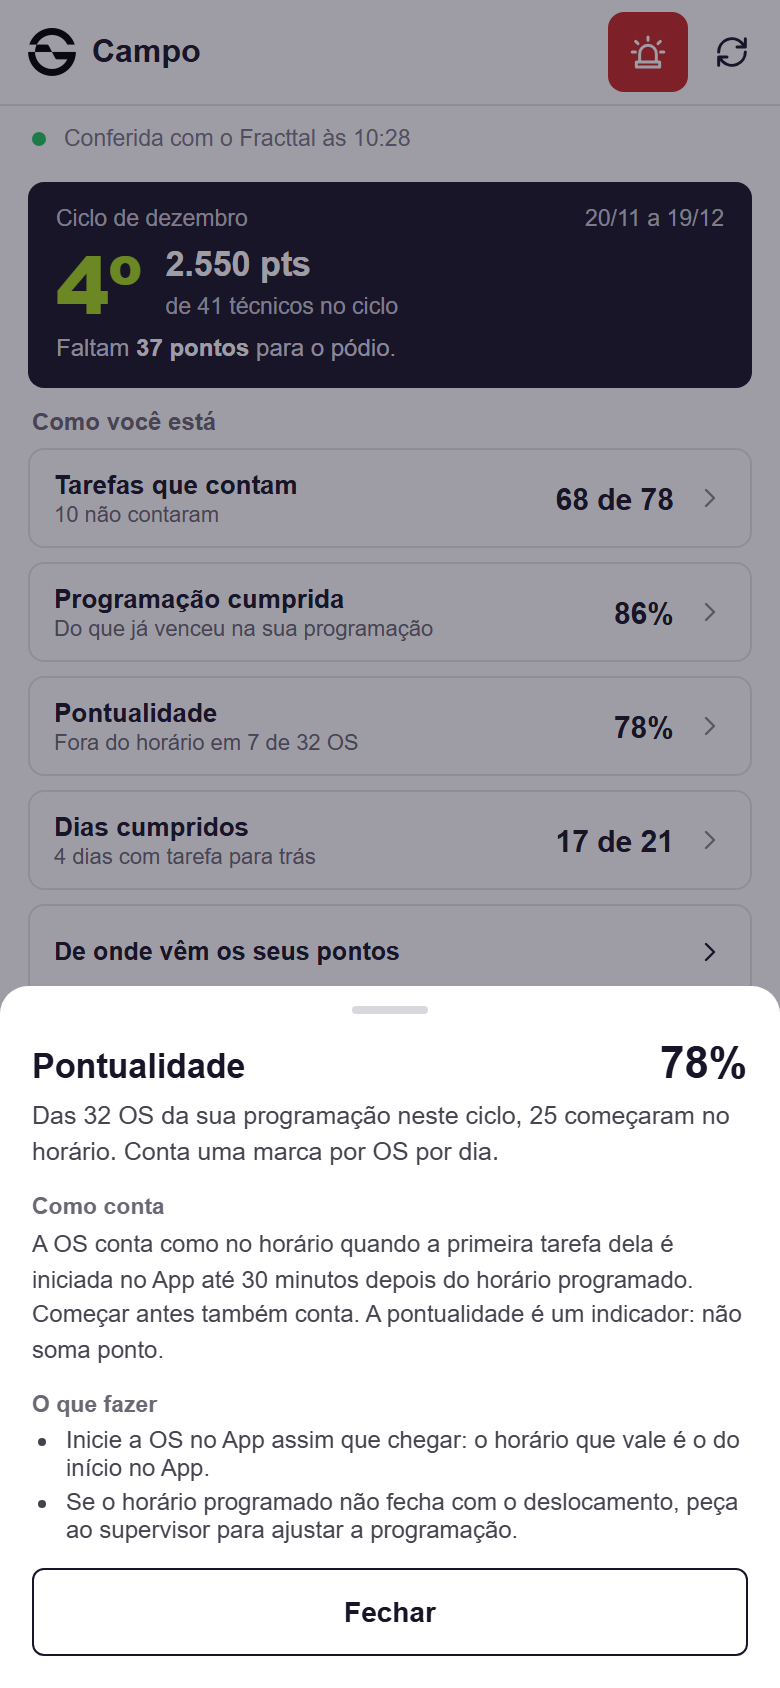 Campo
Conferida com o Fracttal às 10:28
Ciclo de dezembro
20/11 a 19/12
4º
2.550 pts
de 41 técnicos no ciclo
Faltam 37 pontos para o pódio.
Como você está
Tarefas que contam
10 não contaram
68 de 78
Programação cumprida
Do que já venceu na sua programação
86%
Pontualidade
Fora do horário em 7 de 32 OS
78%
Dias cumpridos
4 dias com tarefa para trás
17 de 21
De onde vêm os seus pontos
Pontualidade
78%
Das 32 OS da sua programação neste ciclo, 25 começaram no
horário. Conta uma marca por OS por dia.
Como conta
A OS conta como no horário quando a primeira tarefa dela é
iniciada no App até 30 minutos depois do horário programado.
Começar antes também conta. A pontualidade é um indicador: não
soma ponto.
O que fazer
• Inicie a OS no App assim que chegar: o horário que vale é o do
início no App.
• Se o horário programado não fecha com o deslocamento, peça
ao supervisor para ajustar a programação.
Fechar